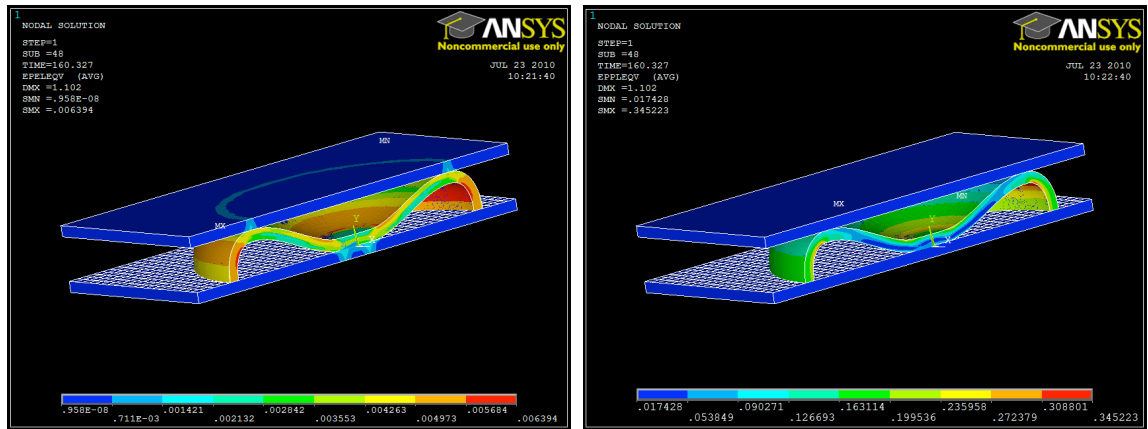 1
NODAL SOLUTION
STEP=1
SUB =48
TIME=160.327
EPELEQV (AVG)
DMX =1.102
SMN =.958E-08
SMX =.006394
ANSYS
Noncommercial use only
JUL 23 2010
10:21:40
MN
MX
Y
X
.958E-08 .001421 .002842 .004263 .005684
.711E-03 .002132 .003553 .004973 .006394
1
NODAL SOLUTION
STEP=1
SUB =48
TIME=160.327
EPPLEQV (AVG)
DMX =1.102
SMN =.017428
SMX =.345223
ANSYS
Noncommercial use only
JUL 23 2010
10:22:40
MX
MN
Y
X
.017428 .090271 .163114 .235958 .308801
.053849 .126693 .199536 .272379 .345223